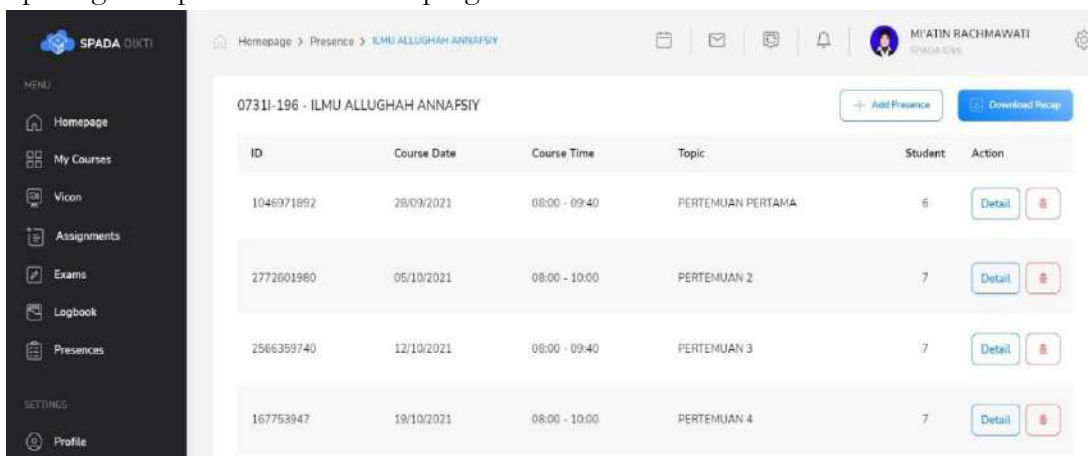 SPADA DIKTI
Homepage > Presence > ILMU ALLUGHAH ANNAFSIY
MI'ATIN RACHMAWATI
SPADA Dikti
MENU
Homepage
My Courses
Vicon
Assignments
Exams
Logbook
Presences
SETTINGS
Profile
0731I-196 - ILMU ALLUGHAH ANNAFSIY
Add Presence
Download Recap
ID Course Date Course Time Topic Student Action
1046971892 28/09/2021 08:00 - 09:40 PERTEMUAN PERTAMA 6 Detail
2772601980 05/10/2021 08:00 - 10:00 PERTEMUAN 2 7 Detail
2566359740 12/10/2021 08:00 - 09:40 PERTEMUAN 3 7 Detail
167753947 19/10/2021 08:00 - 10:00 PERTEMUAN 4 7 Detail